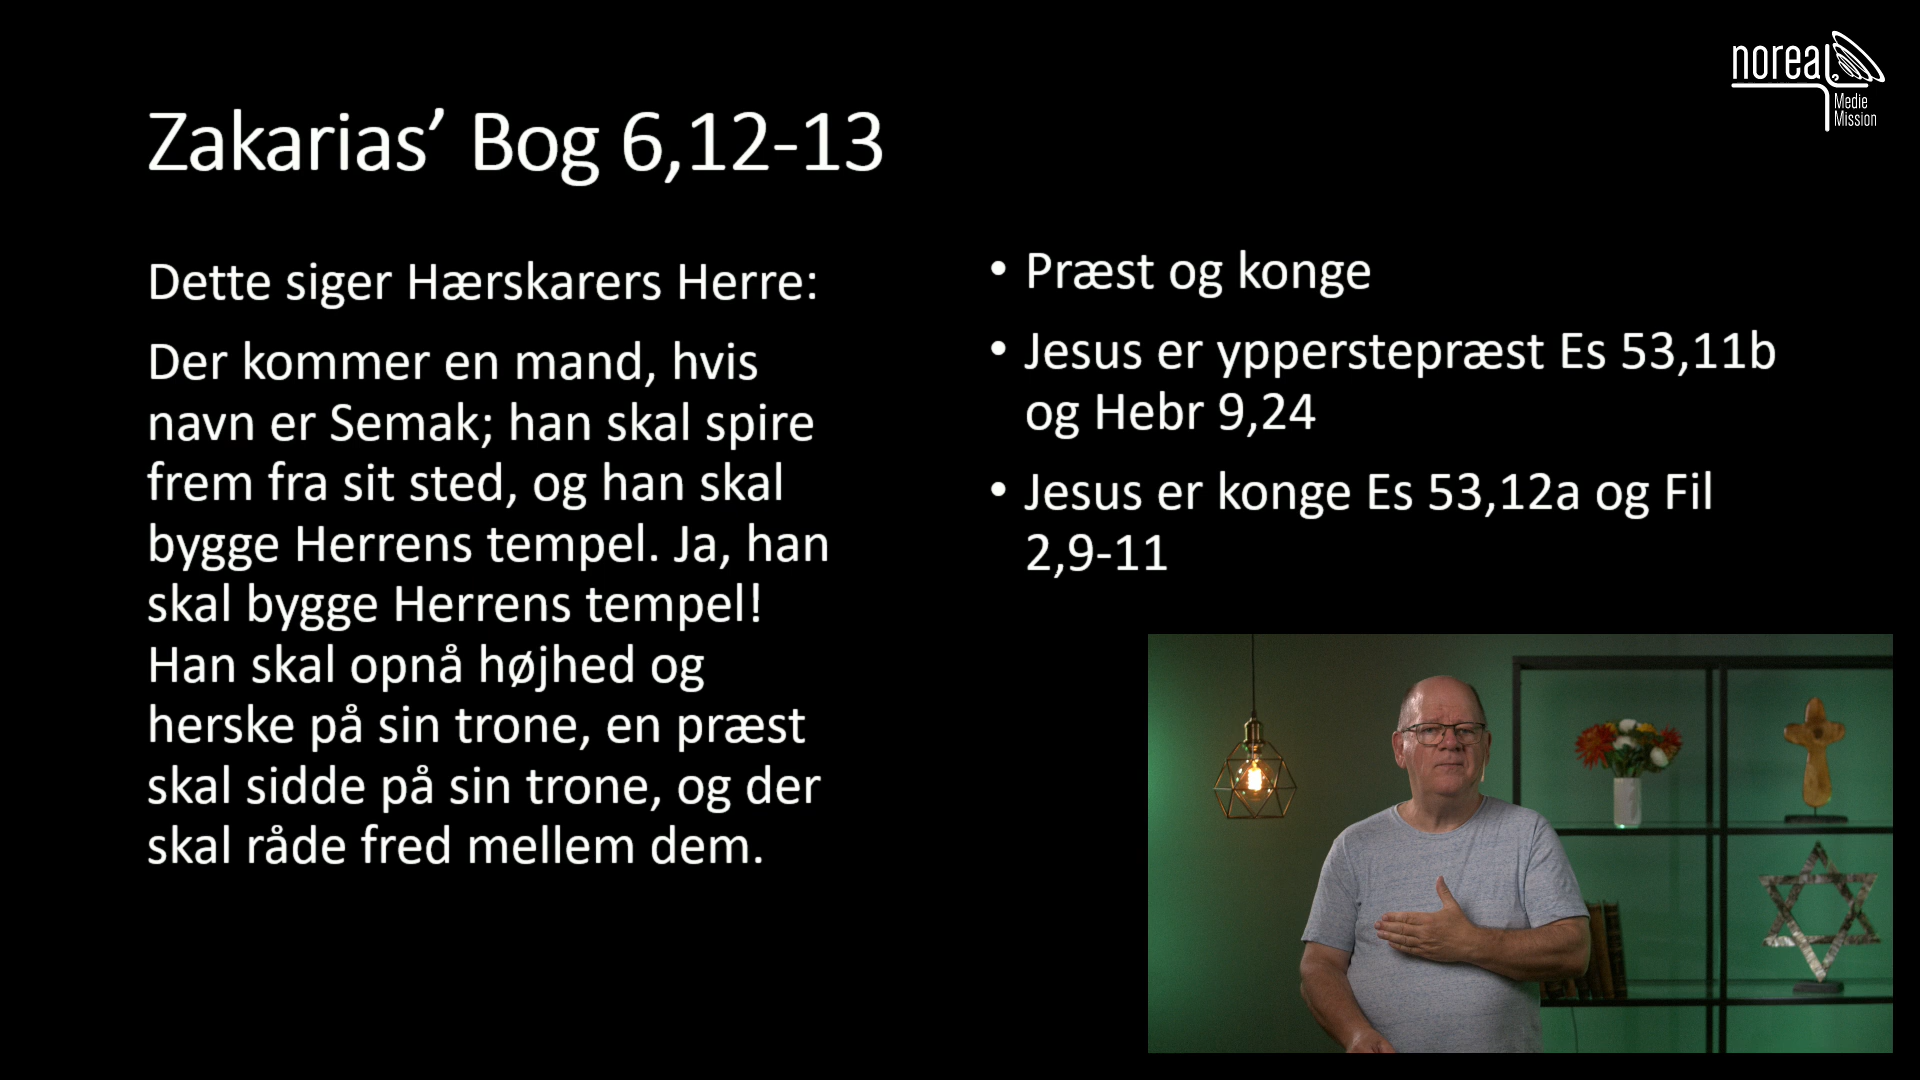 norea
Medie
Mission
Zakarias’ Bog 6,12-13
Dette siger Hærskarers Herre:
Der kommer en mand, hvis
navn er Semak; han skal spire
frem fra sit sted, og han skal
bygge Herrens tempel. Ja, han
skal bygge Herrens tempel!
Han skal opnå højhed og
herske på sin trone, en præst
skal sidde på sin trone, og der
skal råde fred mellem dem.
• Præst og konge
• Jesus er ypperstepræst Es 53,11b
og Hebr 9,24
• Jesus er konge Es 53,12a og Fil
2,9-11